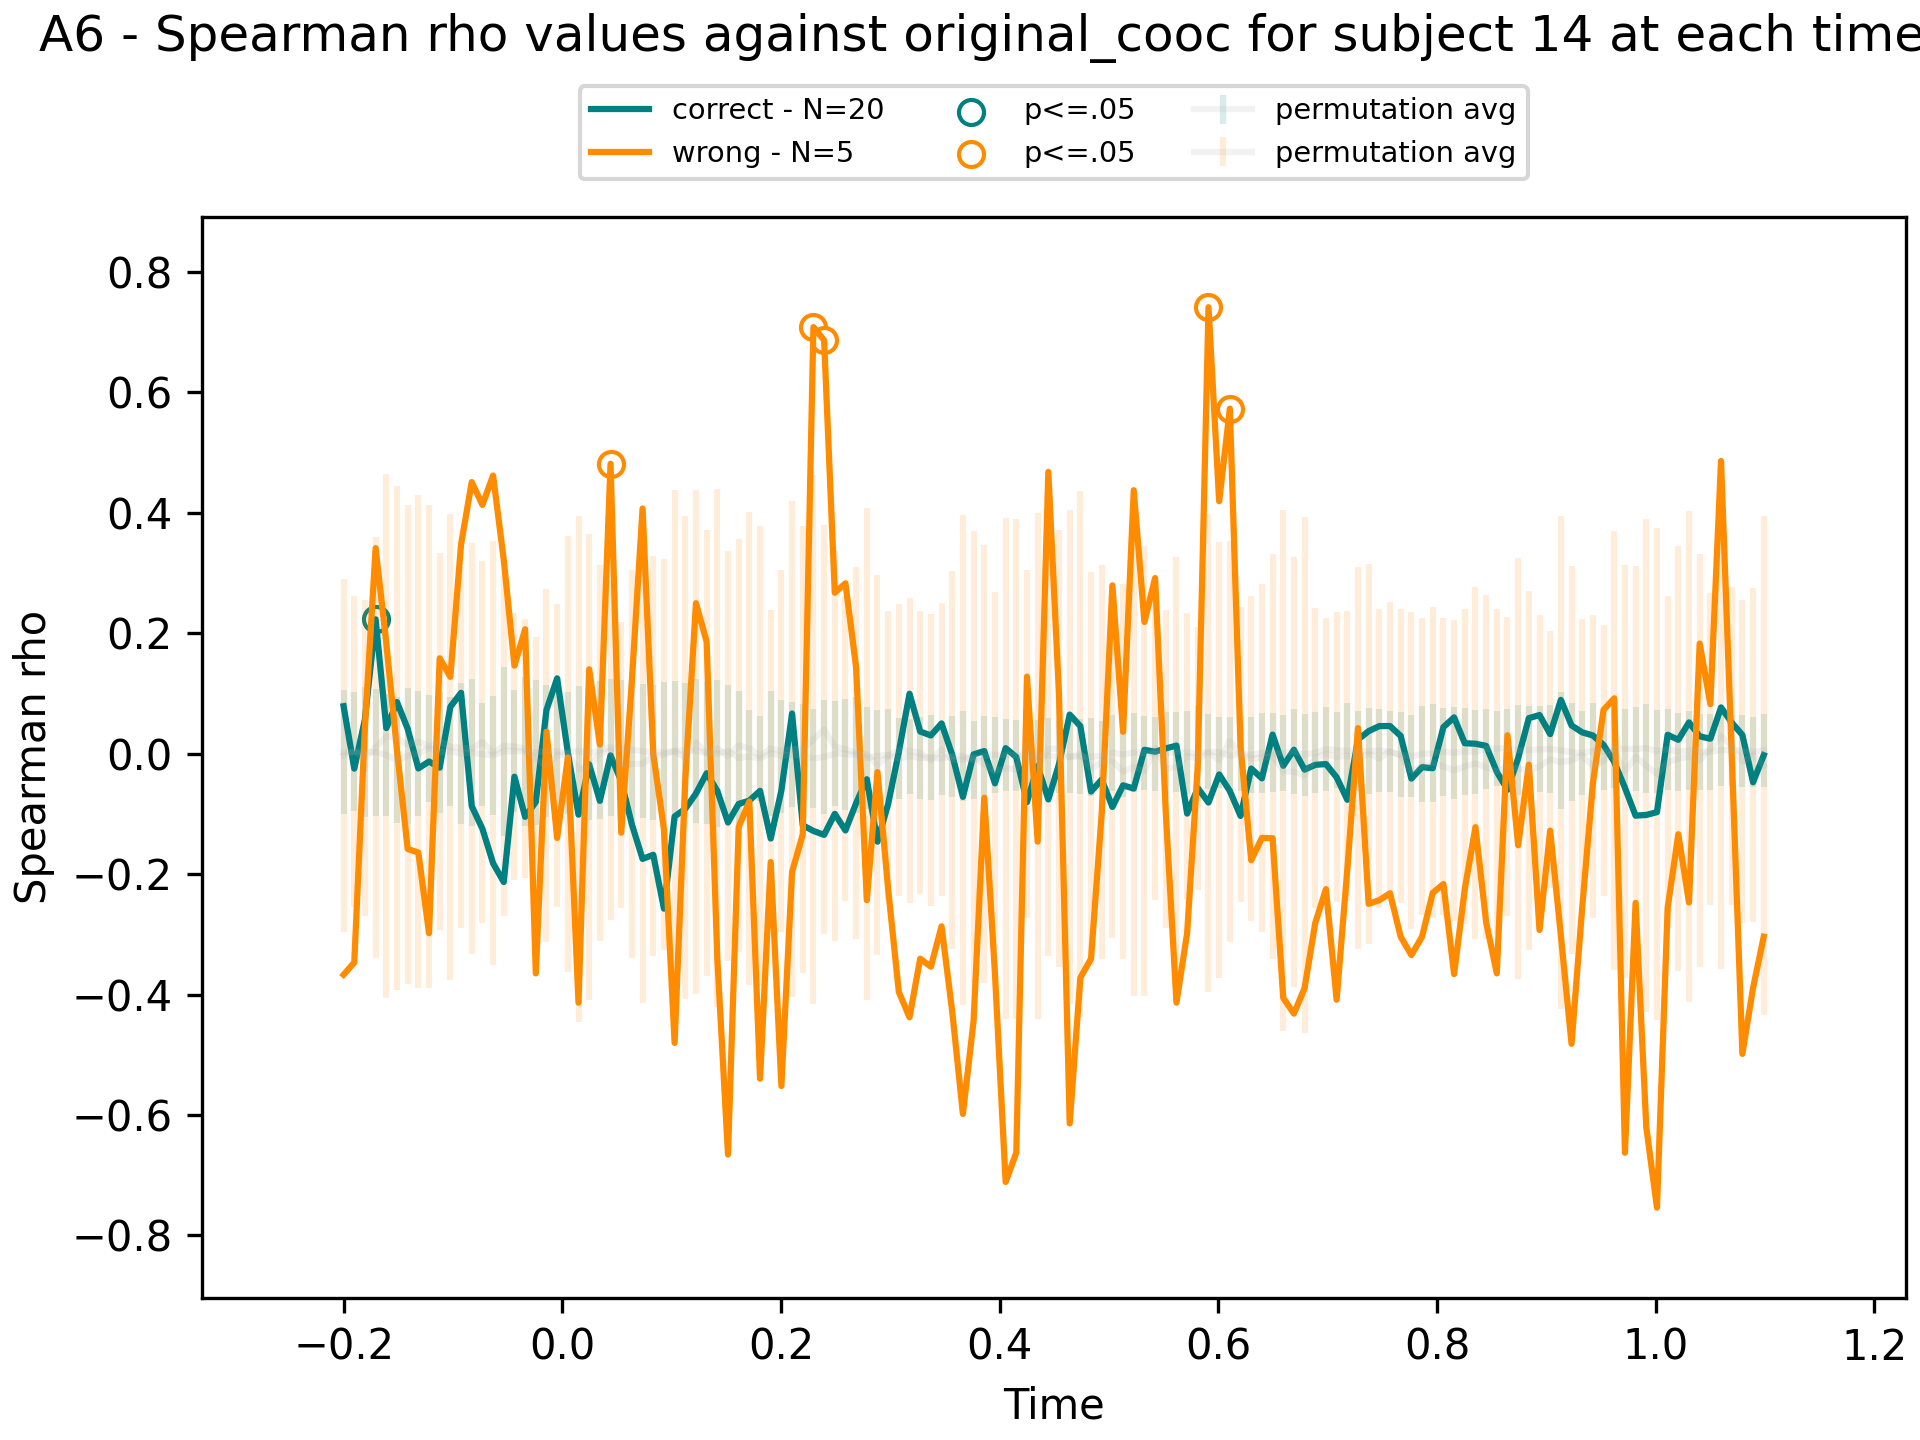 A6 - Spearman rho values against original_cooc for subject 14 at each time
correct - N=20 p<=.05 permutation avg
wrong - N=5 p<=.05 permutation avg
Spearman rho
0.8
0.6
0.4
0.2
0.0
−0.2
−0.4
−0.6
−0.8
−0.2 0.0 0.2 0.4 0.6 0.8 1.0 1.2
Time